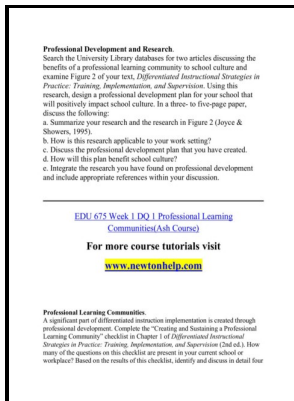 Professional Development and Research.
Search the University Library databases for two articles discussing the
benefits of a professional learning community to school culture and
examine Figure 2 of your text, Differentiated Instructional Strategies in
Practice: Training, Implementation, and Supervision. Using this
research, design a professional development plan for your school that
will positively impact school culture. In a three- to five-page paper,
discuss the following:
a. Summarize your research and the research in Figure 2 (Joyce &
Showers, 1995).
b. How is this research applicable to your work setting?
c. Discuss the professional development plan that you have created.
d. How will this plan benefit school culture?
e. Integrate the research you have found on professional development
and include appropriate references within your discussion.
EDU 675 Week 1 DQ 1 Professional Learning
Communities(Ash Course)
For more course tutorials visit
www.newtonhelp.com
Professional Learning Communities.
A significant part of differentiated instruction implementation is created through
professional development. Complete the “Creating and Sustaining a Professional
Learning Community” checklist in Chapter 1 of Differentiated Instructional
Strategies in Practice: Training, Implementation, and Supervision (2nd ed.). How
many of the questions on this checklist are present in your current school or
workplace? Based on the results of this checklist, identify and discuss in detail four